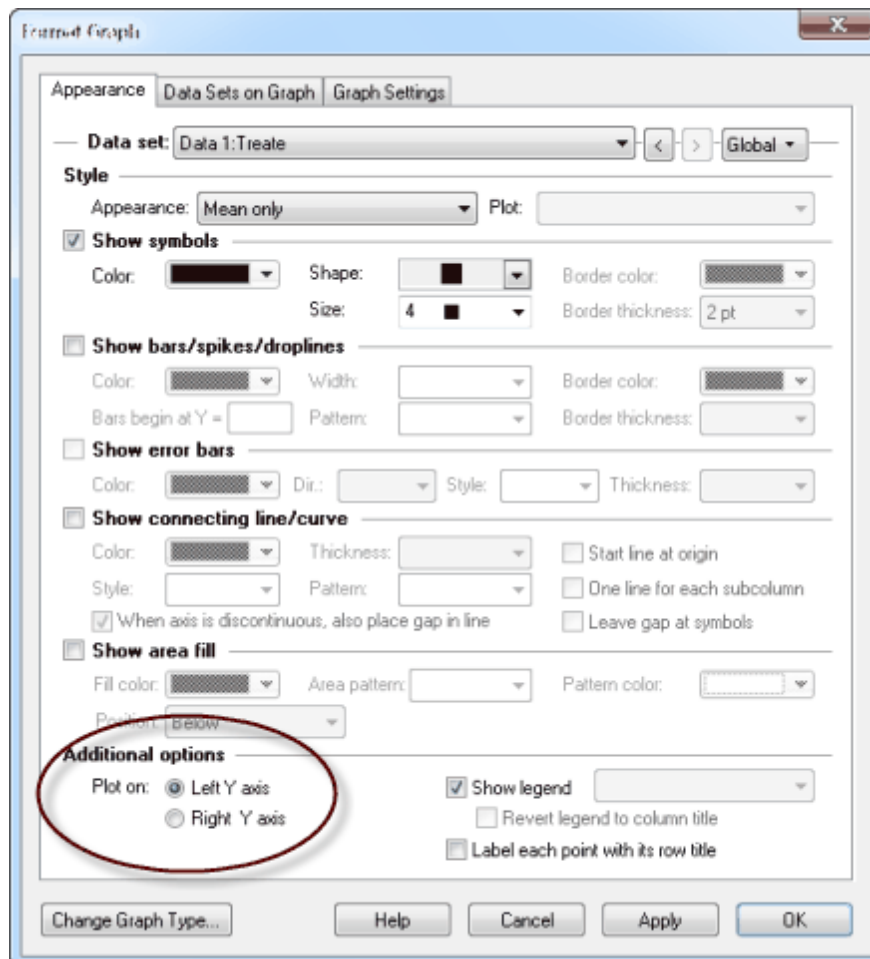 Format Graph
Appearance Data Sets on Graph Graph Settings
Data set: Data 1:Treate < > Global
Style
Appearance: Mean only Plot:
Show symbols
Color: Shape: Border color:
Size: 4 Border thickness: 2 pt
Show bars/spikes/droplines
Color: Width: Border color:
Bars begin at Y = Pattern: Border thickness:
Show error bars
Color: Dir.: Style: Thickness:
Show connecting line/curve
Color: Thickness: Start line at origin
Style: Pattern: One line for each subcolumn
When axis is discontinuous, also place gap in line Leave gap at symbols
Show area fill
Fill color: Area pattern: Pattern color:
Position: Below
Additional options
Plot on: Left Y axis Show legend
Right Y axis Revert legend to column title
Label each point with its row title
Change Graph Type... Help Cancel Apply OK